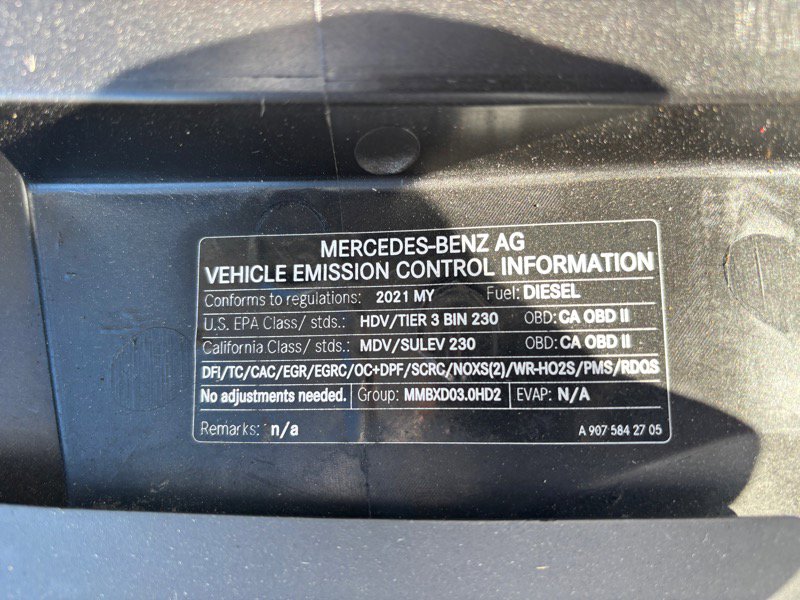 MERCEDES-BENZ AG
VEHICLE EMISSION CONTROL INFORMATION
Conforms to regulations: 2021 MY Fuel: DIESEL
U.S. EPA Class/ stds.: HDV/TIER 3 BIN 230 OBD: CA OBD II
California Class/ stds.: MDV/SULEV 230 OBD: CA OBD II
DFI/TC/CAC/EGR/EGRC/OC+DPF/SCRC/NOXS(2)/WR-HO2S/PMS/RDQS
No adjustments needed. Group: MMBXD03.0HD2 EVAP: N/A
Remarks: n/a A 907 584 27 05